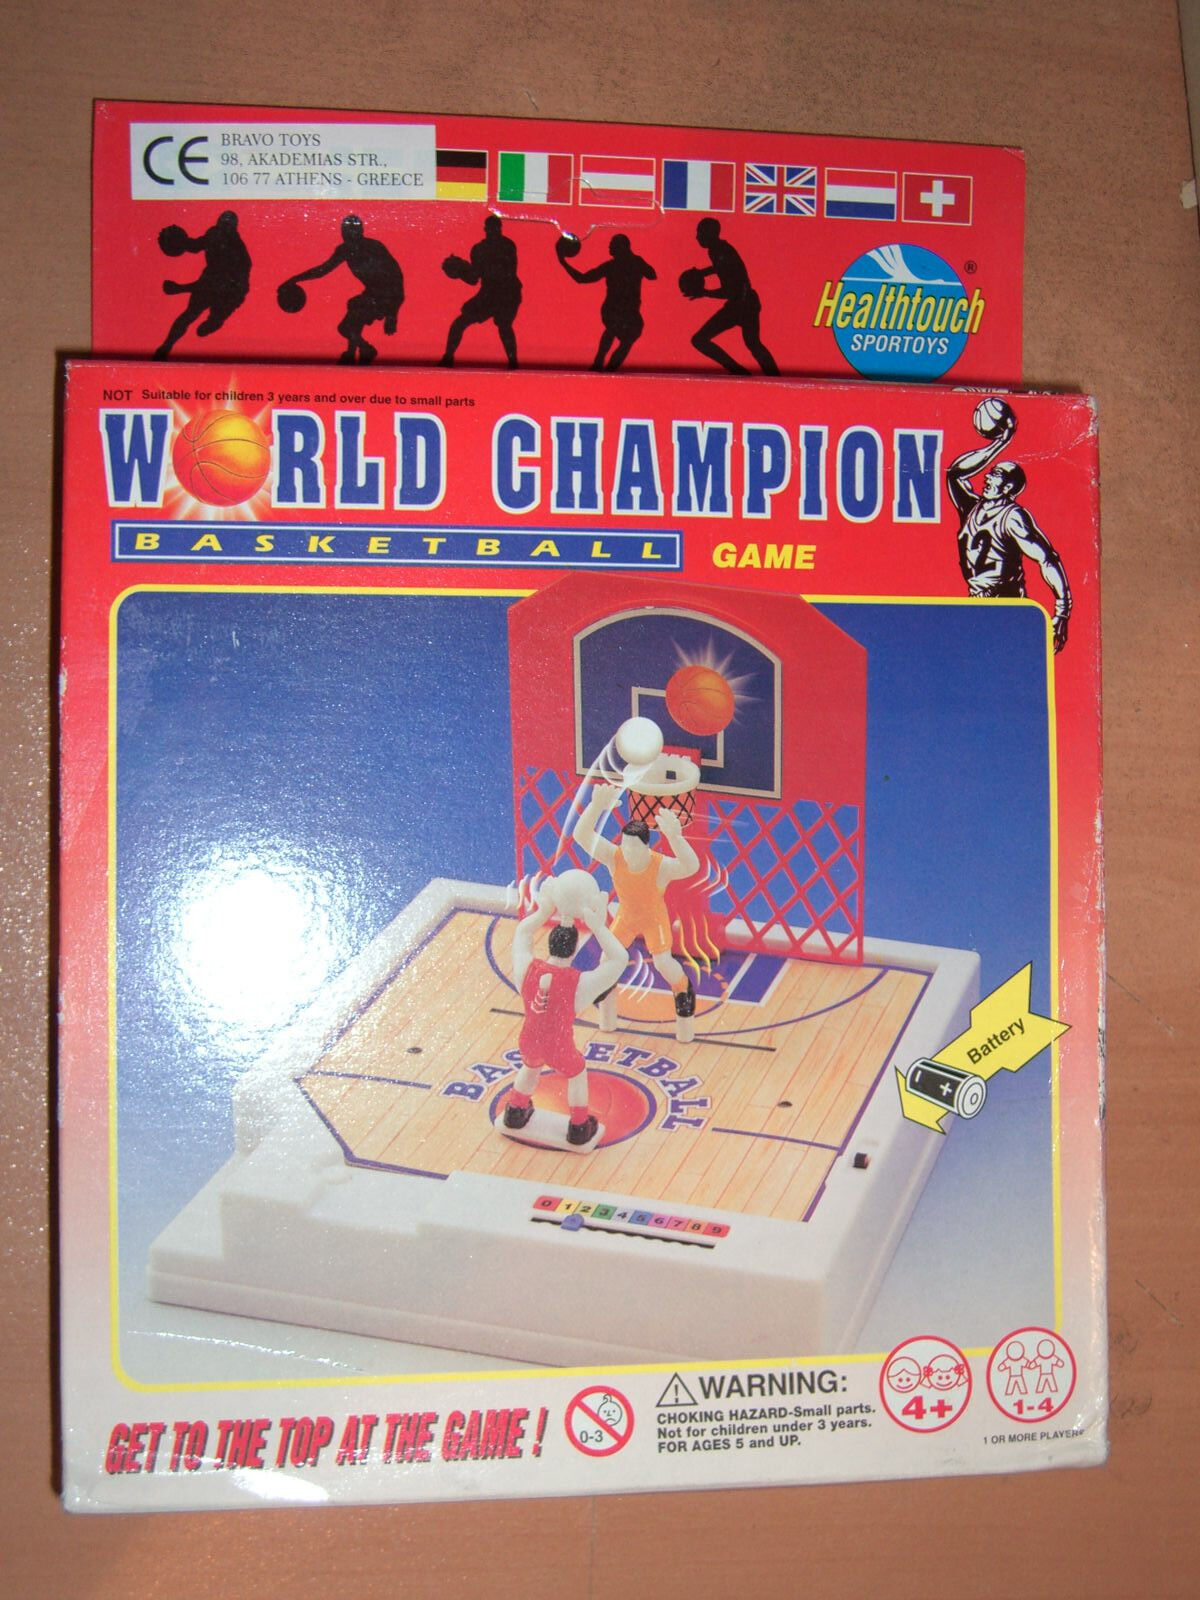 CE
BRAVO TOYS
98, AKADEMIAS STR.,
106 77 ATHENS - GREECE
Healthtouch ®
SPORTOYS
NOT Suitable for children 3 years and over due to small parts
WORLD CHAMPION
BASKETBALL GAME
12
1
BASKETBALL
Battery
+
0 1 2 3 4 5 6 7 8 9
GET TO THE TOP AT THE GAME !
0-3
WARNING:
CHOKING HAZARD-Small parts.
Not for children under 3 years.
FOR AGES 5 and UP.
4+
1-4
1 OR MORE PLAYERS